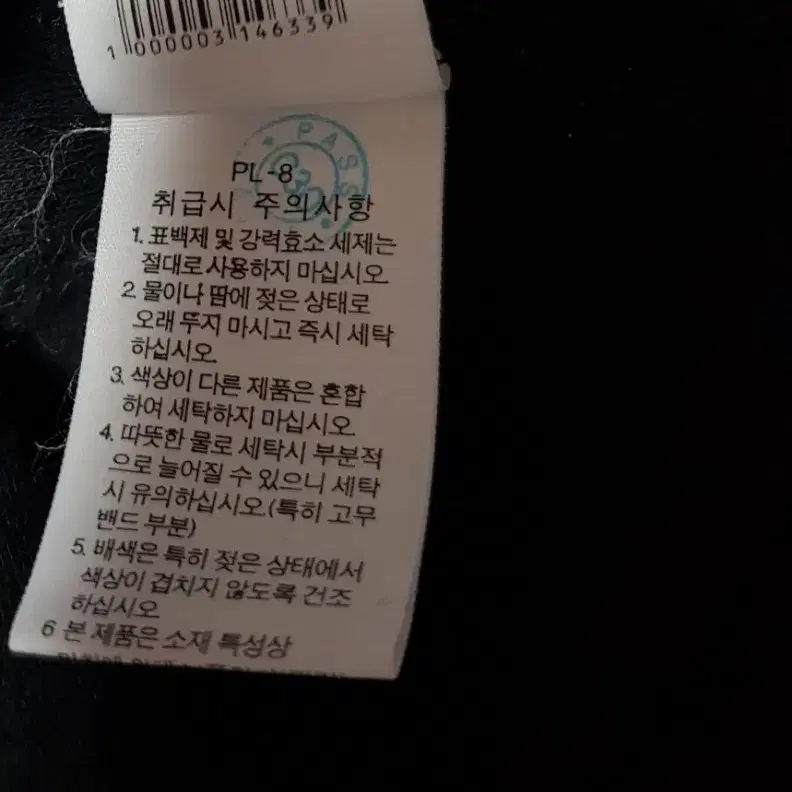 1 000003 146339
PASS
PL-8
취급시 주의사항
1. 표백제 및 강력효소 세제는
절대로 사용하지 마십시오.
2. 물이나 땀에 젖은 상태로
오래 뚜지 마시고 즉시 세탁
하십시오.
3. 색상이 다른 제품은 혼합
하여 세탁하지 마십시오.
4. 따뜻한 물로 세탁시 부분적
으로 늘어질 수 있으니 세탁
시 유의하십시오.(특히 고무
밴드 부분)
5. 배색은 특히 젖은 상태에서
색상이 겹치지 않도록 건조
하십시오.
6 본 제품은 소재 특성상